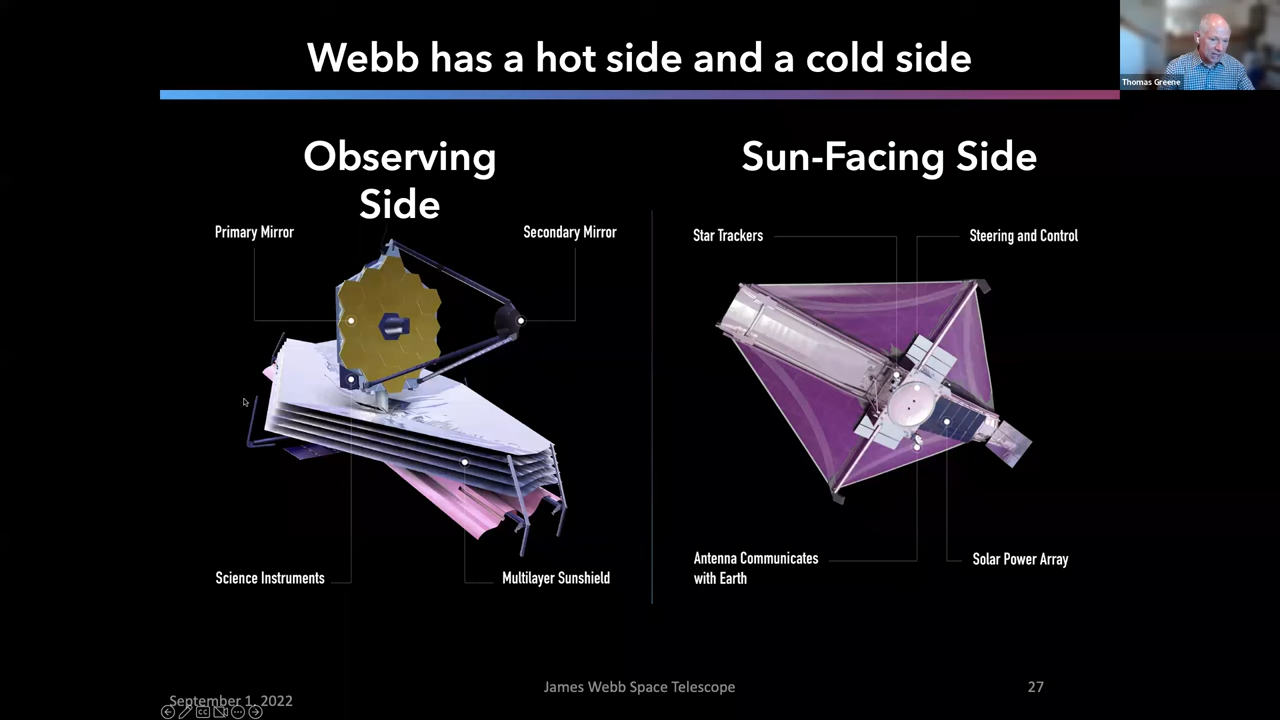 Webb has a hot side and a cold side
Thomas Greene
Observing
Side
Sun-Facing Side
Primary Mirror
Secondary Mirror
Star Trackers
Steering and Control
Science Instruments
Multilayer Sunshield
Antenna Communicates
with Earth
Solar Power Array
September 1, 2022
James Webb Space Telescope
27